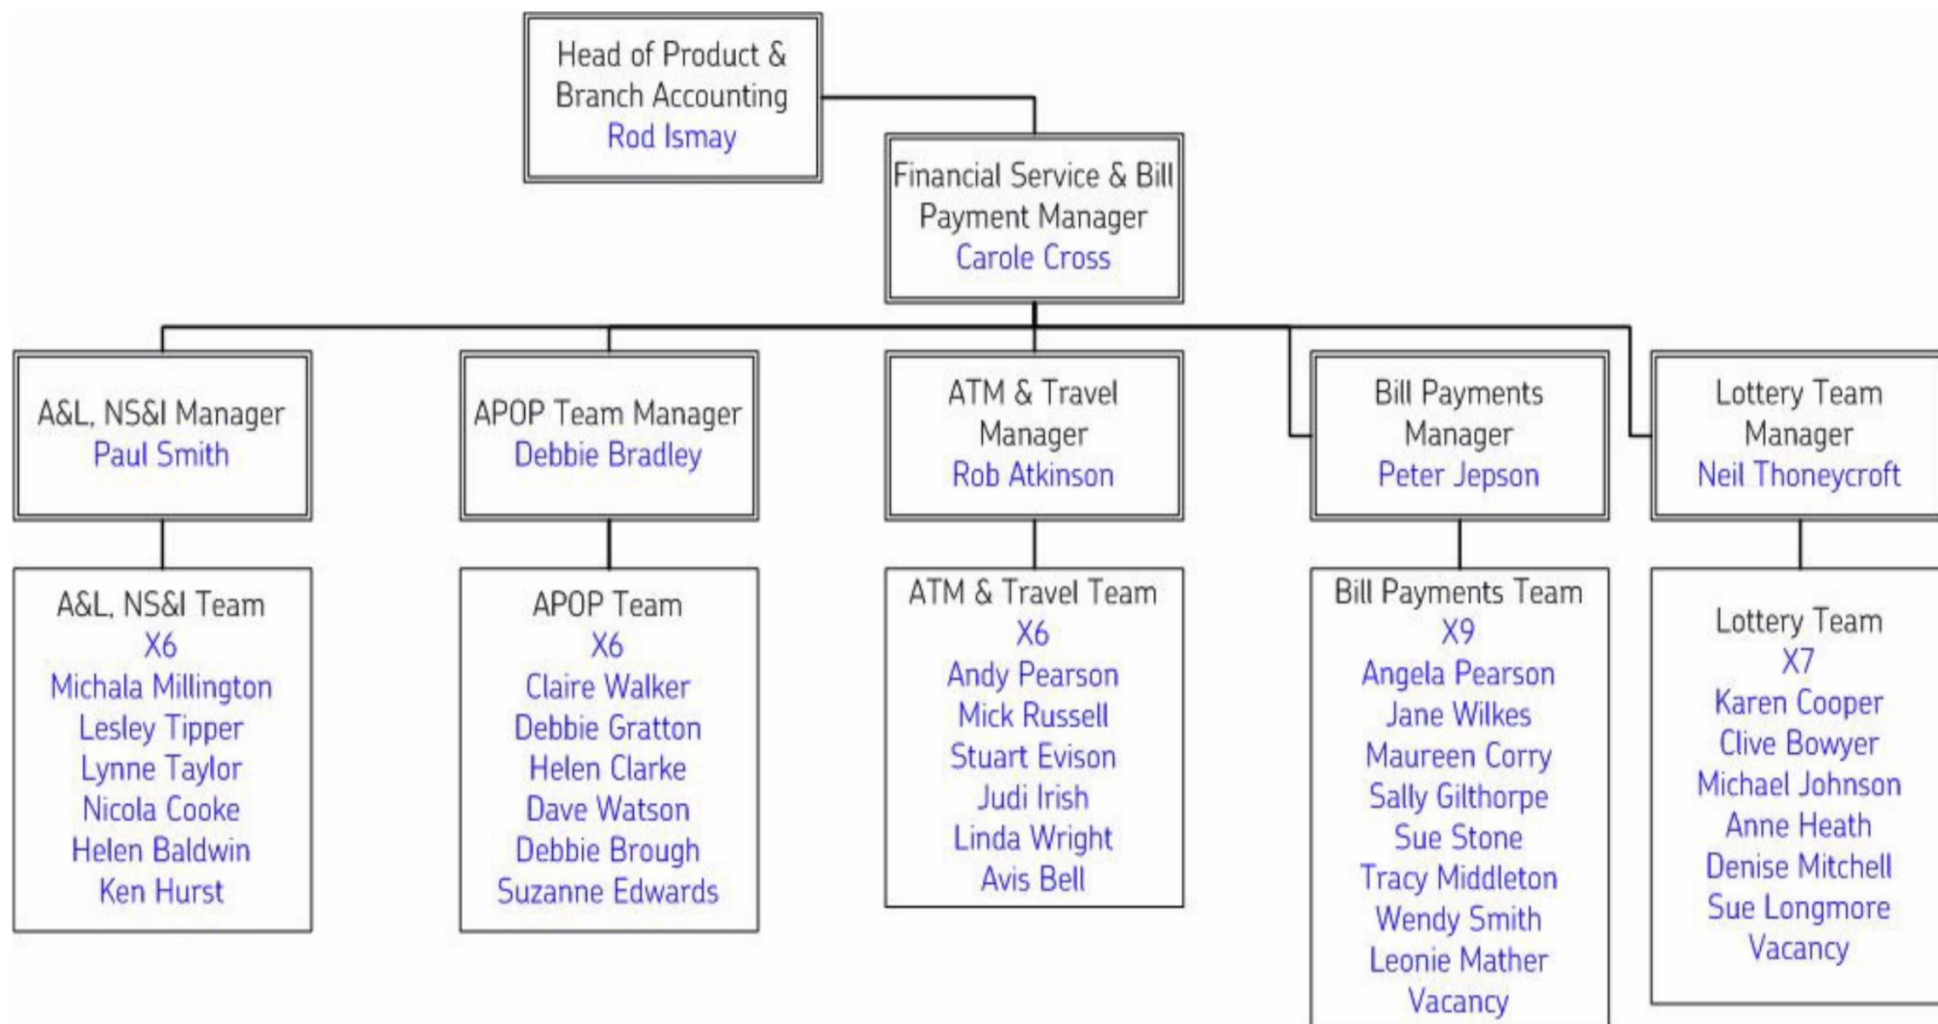 Head of Product &
Branch Accounting
Rod Ismay
Financial Service & Bill
Payment Manager
Carole Cross
A&L, NS&I Manager
Paul Smith
APOP Team Manager
Debbie Bradley
ATM & Travel
Manager
Rob Atkinson
Bill Payments
Manager
Peter Jepson
Lottery Team
Manager
Neil Thoneycroft
A&L, NS&I Team
X6
Michala Millington
Lesley Tipper
Lynne Taylor
Nicola Cooke
Helen Baldwin
Ken Hurst
APOP Team
X6
Claire Walker
Debbie Gratton
Helen Clarke
Dave Watson
Debbie Brough
Suzanne Edwards
ATM & Travel Team
X6
Andy Pearson
Mick Russell
Stuart Evison
Judi Irish
Linda Wright
Avis Bell
Bill Payments Team
X9
Angela Pearson
Jane Wilkes
Maureen Corry
Sally Gilthorpe
Sue Stone
Tracy Middleton
Wendy Smith
Leonie Mather
Vacancy
Lottery Team
X7
Karen Cooper
Clive Bowyer
Michael Johnson
Anne Heath
Denise Mitchell
Sue Longmore
Vacancy